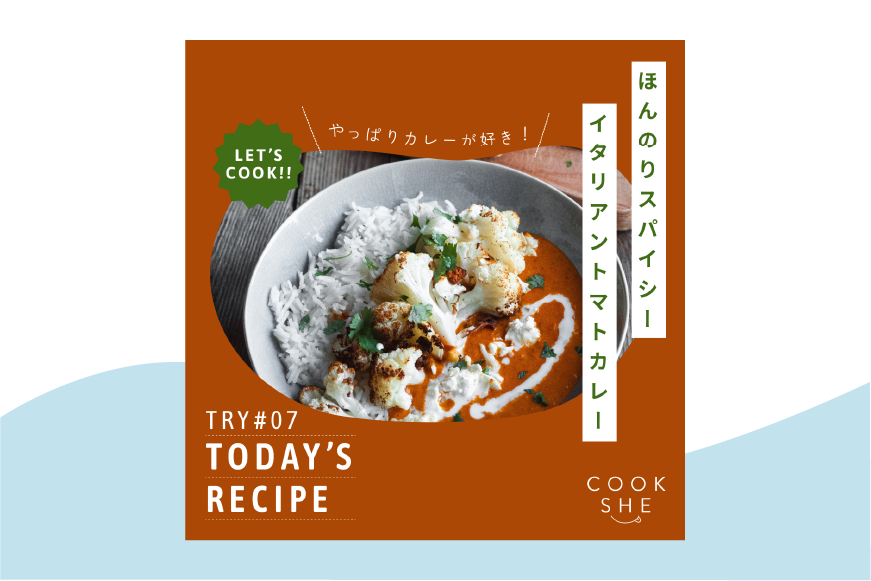 ほんのりスパイシー
イタリアントマトカレー
やっぱりカレーが好き!
LET'S
COOK!!
TRY#07
TODAY'S
RECIPE
COOK
SHE